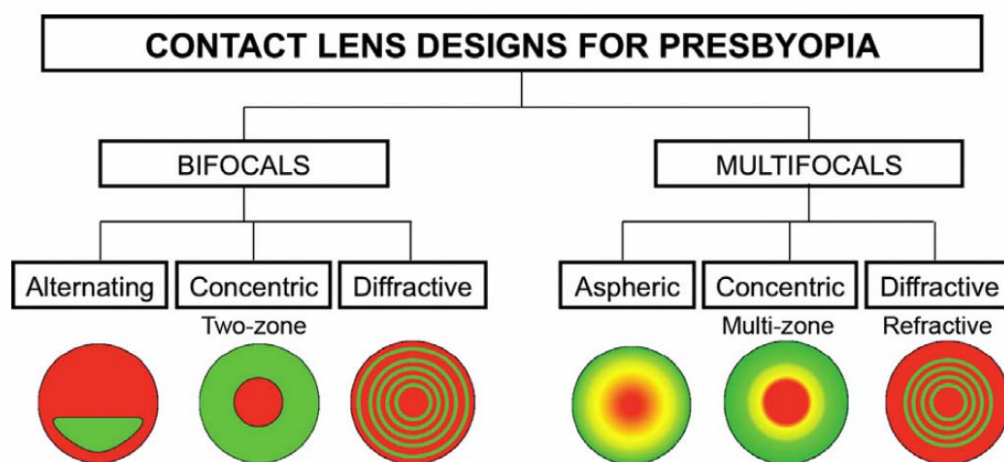 CONTACT LENS DESIGNS FOR PRESBYOPIA
BIFOCALS
MULTIFOCALS
Alternating
Concentric
Diffractive
Aspheric
Concentric
Diffractive
Two-zone
Multi-zone
Refractive